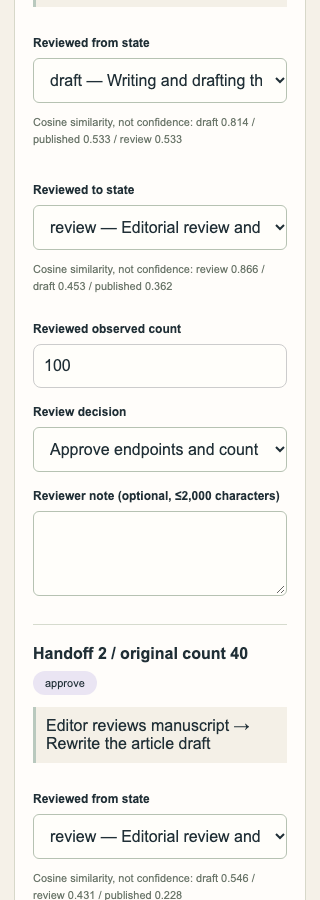 Reviewed from state
draft — Writing and drafting th
Cosine similarity, not confidence: draft 0.814 /
published 0.533 / review 0.533
Reviewed to state
review — Editorial review and
Cosine similarity, not confidence: review 0.866 /
draft 0.453 / published 0.362
Reviewed observed count
100
Review decision
Approve endpoints and count
Reviewer note (optional, ≤2,000 characters)
Handoff 2 / original count 40
approve
Editor reviews manuscript →
Rewrite the article draft
Reviewed from state
review — Editorial review and
Cosine similarity, not confidence: draft 0.546 /
review 0.431 / published 0.228